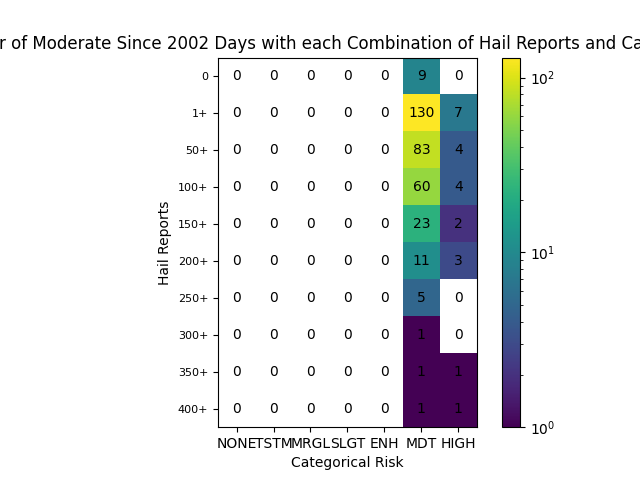 r of Moderate Since 2002 Days with each Combination of Hail Reports and Ca
0 0 0 0 0 0 9 0
1+ 0 0 0 0 0 130 7
50+ 0 0 0 0 0 83 4
100+ 0 0 0 0 0 60 4
150+ 0 0 0 0 0 23 2
200+ 0 0 0 0 0 11 3
250+ 0 0 0 0 0 5 0
300+ 0 0 0 0 0 1 0
350+ 0 0 0 0 0 1 1
400+ 0 0 0 0 0 1 1
NONE TSTM MRGL SLGT ENH MDT HIGH
Categorical Risk
Hail Reports
10²
10¹
10⁰